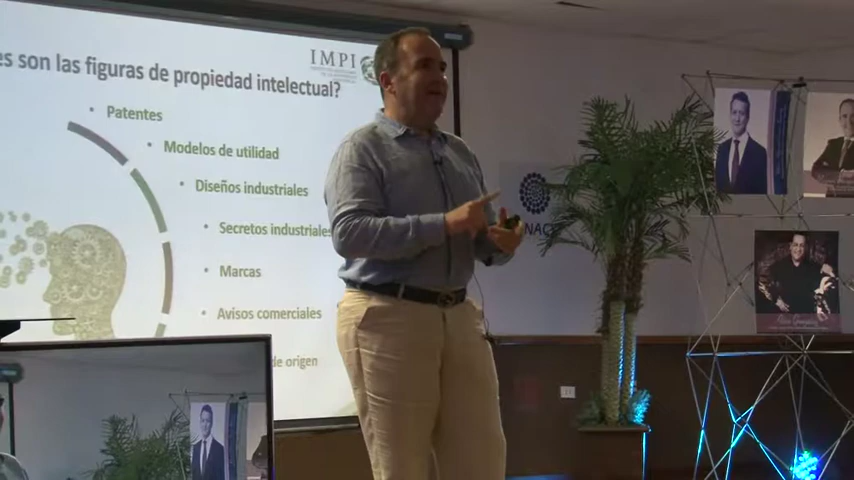 es son las figuras de propiedad intelectual?
IMPI
• Patentes
• Modelos de utilidad
• Diseños industriales
• Secretos industriales
• Marcas
• Avisos comerciales
de origen